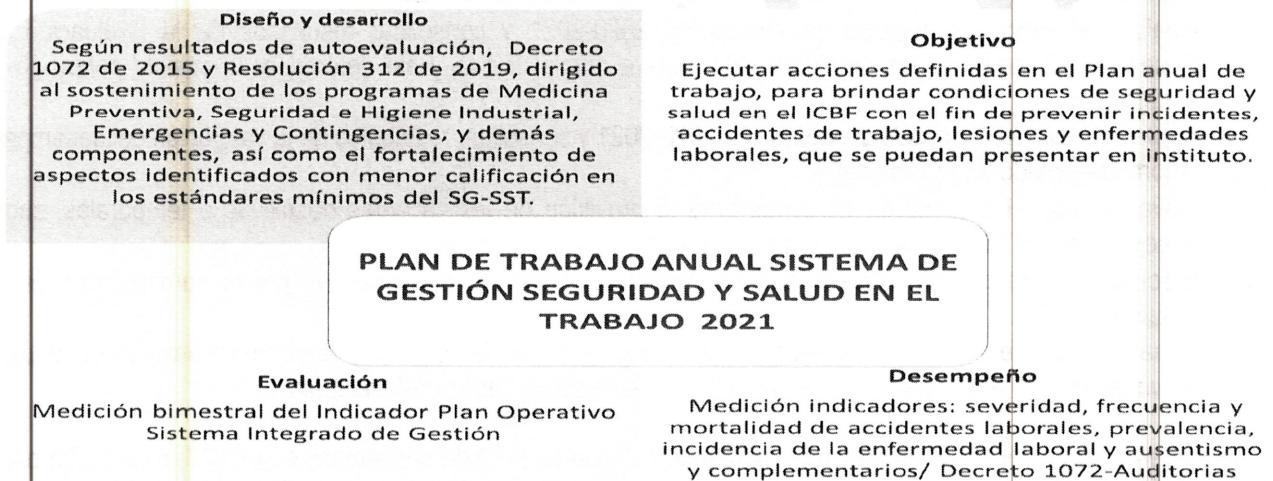 Diseño y desarrollo
Según resultados de autoevaluación, Decreto
1072 de 2015 y Resolución 312 de 2019, dirigido
al sostenimiento de los programas de Medicina
Preventiva, Seguridad e Higiene Industrial,
Emergencias y Contingencias, y demás
componentes, así como el fortalecimiento de
aspectos identificados con menor calificación en
los estándares mínimos del SG-SST.
Objetivo
Ejecutar acciones definidas en el Plan anual de
trabajo, para brindar condiciones de seguridad y
salud en el ICBF con el fin de prevenir incidentes,
accidentes de trabajo, lesiones y enfermedades
laborales, que se puedan presentar en instituto.
PLAN DE TRABAJO ANUAL SISTEMA DE
GESTIÓN SEGURIDAD Y SALUD EN EL
TRABAJO 2021
Evaluación
Medición bimestral del Indicador Plan Operativo
Sistema Integrado de Gestión
Desempeño
Medición indicadores: severidad, frecuencia y
mortalidad de accidentes laborales, prevalencia,
incidencia de la enfermedad laboral y ausentismo
y complementarios/ Decreto 1072-Auditorias